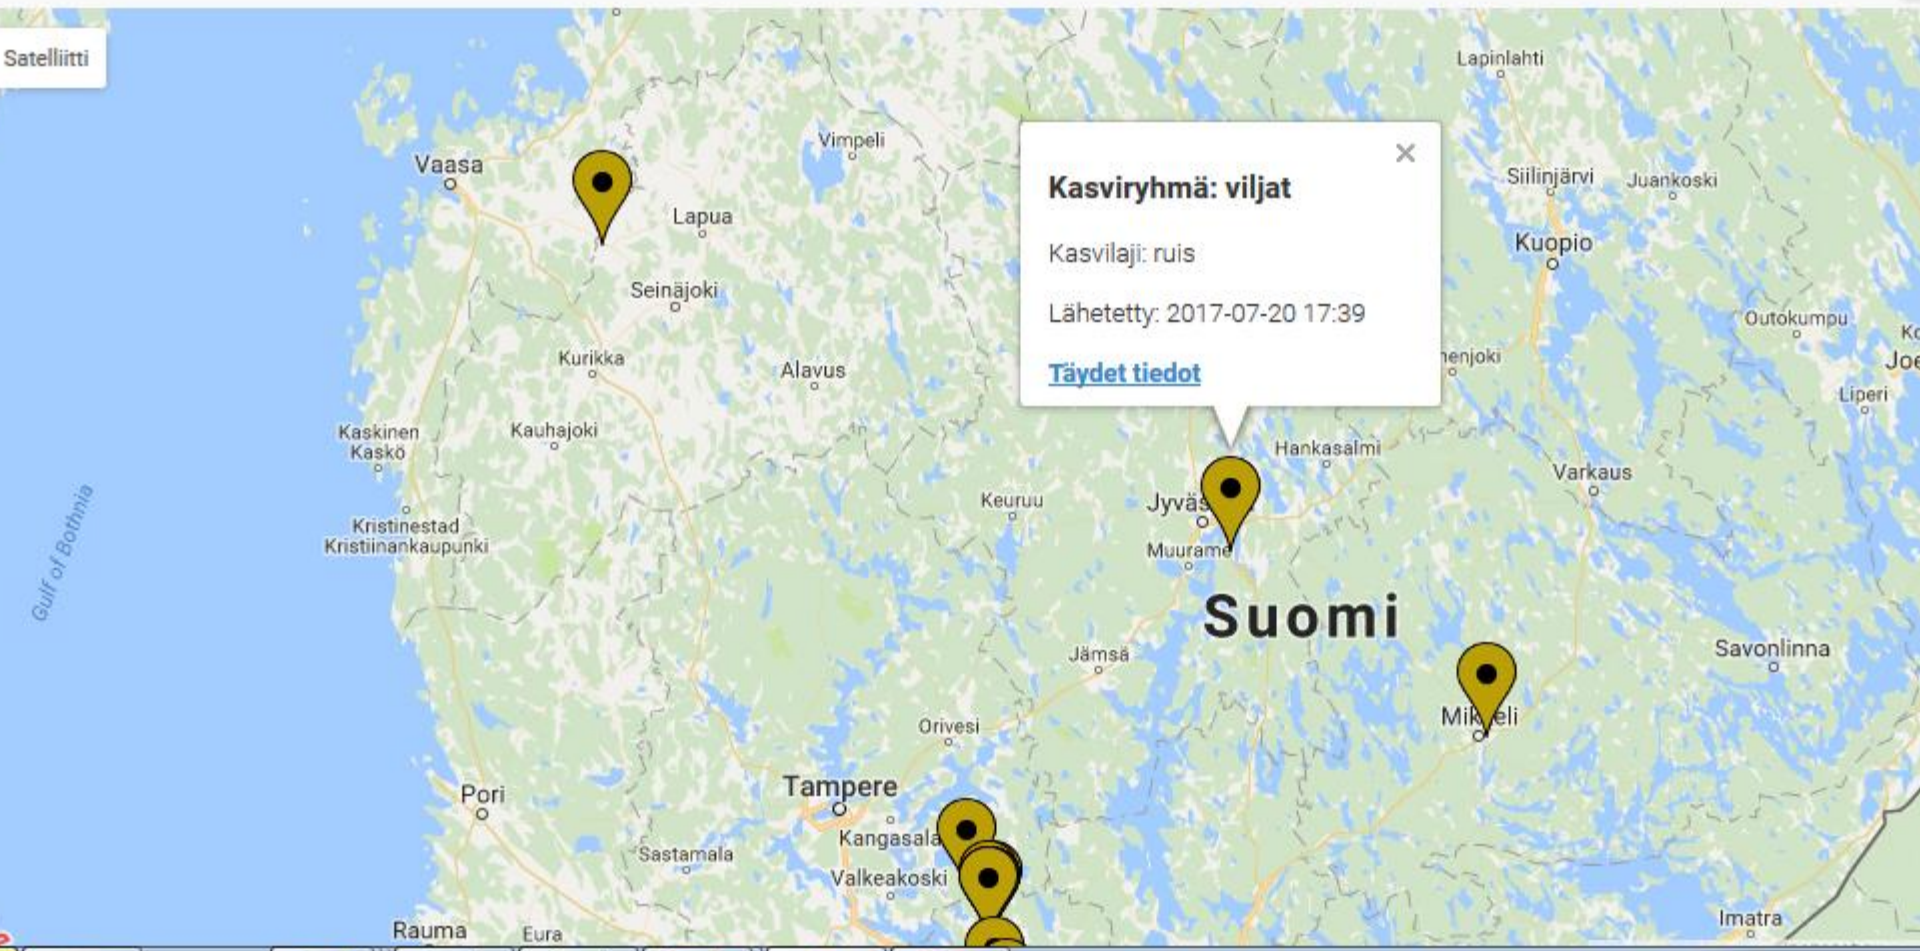 Satelliitti
Lapinlahti
Vimpeli
Vaasa
Siilinjärvi
Juankoski
Lapua
Kuopio
Kasviryhmä: viljat
Kasvilaji: ruis
Lähetetty: 2017-07-20 17:39
Täydet tiedot
Seinäjoki
Outokumpu
Kurikka
Alavus
Liperi
Kauhajoki
Kaskinen
Kaskö
Hankasalmi
Varkaus
Keuruu
Kristinestad
Kristiinankaupunki
Gulf of Bothnia
Muurame
Suomi
Jämsä
Savonlinna
Orivesi
Tampere
Pori
Kangasala
Sastamala
Valkeakoski
Rauma
Eura
Imatra